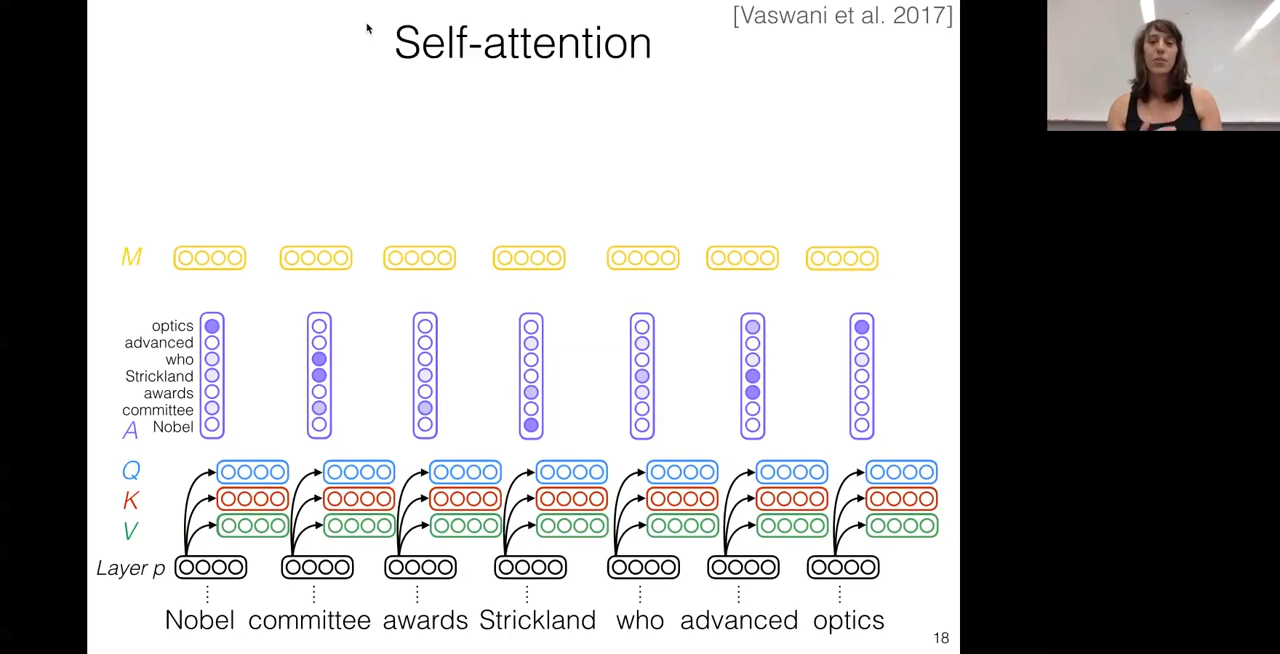 [Vaswani et al. 2017]
Self-attention
M
optics
advanced
who
Strickland
awards
committee
A Nobel
Q
K
V
Layer p
Nobel committee awards Strickland who advanced optics
18